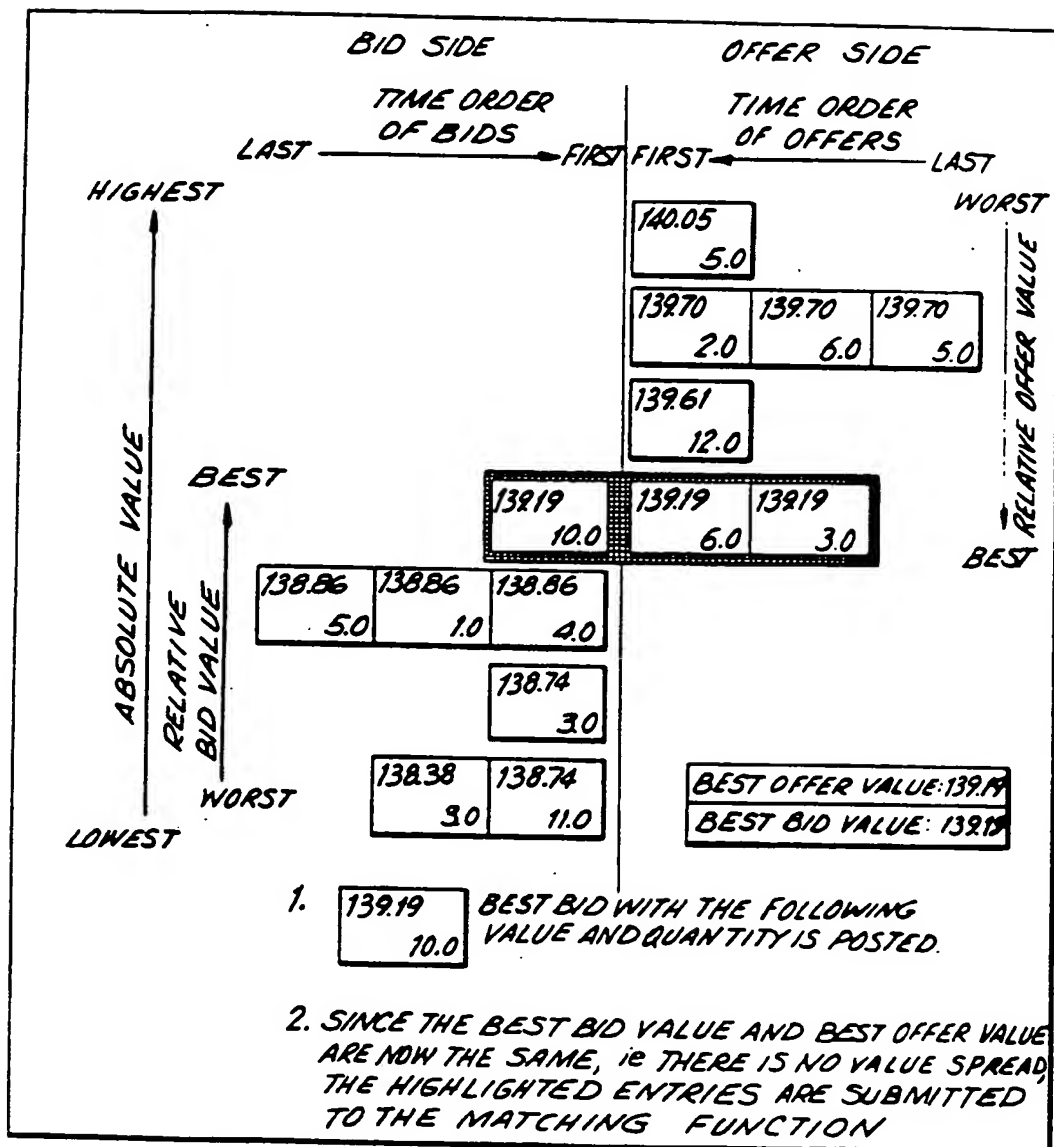 BID SIDE
OFFER SIDE
TIME ORDER
OF BIDS
TIME ORDER
OF OFFERS
LAST
FIRST
FIRST
LAST
HIGHEST
WORST
ABSOLUTE VALUE
LOWEST
BEST
RELATIVE
BID VALUE
WORST
RELATIVE OFFER VALUE
BEST
140.05
5.0
139.70 139.70 139.70
2.0 6.0 5.0
139.61
12.0
139.19 139.19 139.19
10.0 6.0 3.0
138.86 138.86 138.86
5.0 1.0 4.0
138.74
3.0
138.38 138.74
11.0
BEST OFFER VALUE: 139.19
BEST BID VALUE: 139.19
1.
139.19
10.0
BEST BID WITH THE FOLLOWING
VALUE AND QUANTITY IS POSTED.
2. SINCE THE BEST BID VALUE AND BEST OFFER VALUE
ARE NOW THE SAME, ie THERE IS NO VALUE SPREAD,
THE HIGHLIGHTED ENTRIES ARE SUBMITTED
TO THE MATCHING FUNCTION